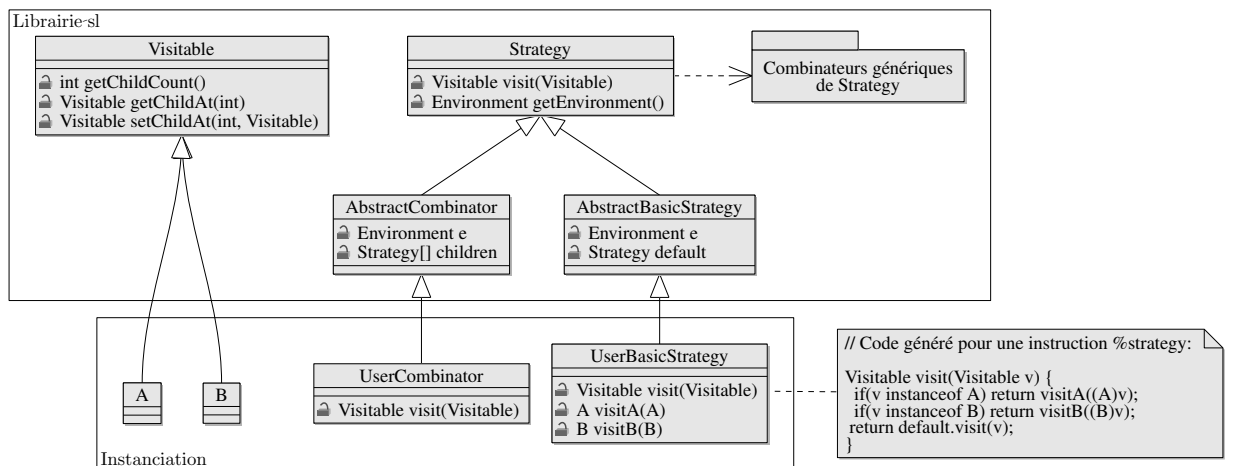 Librairie-sl
Visitable
int getChildCount()
Visitable getChildAt(int)
Visitable setChildAt(int, Visitable)
Strategy
Visitable visit(Visitable)
Environment getEnvironment()
Combinateurs génériques
de Strategy
AbstractCombinator
Environment e
Strategy[] children
AbstractBasicStrategy
Environment e
Strategy default
A
B
UserCombinator
Visitable visit(Visitable)
UserBasicStrategy
Visitable visit(Visitable)
A visitA(A)
B visitB(B)
// Code généré pour une instruction %strategy:
Visitable visit(Visitable v) {
if(v instanceof A) return visitA((A)v);
if(v instanceof B) return visitB((B)v);
return default.visit(v);
}
Instanciation